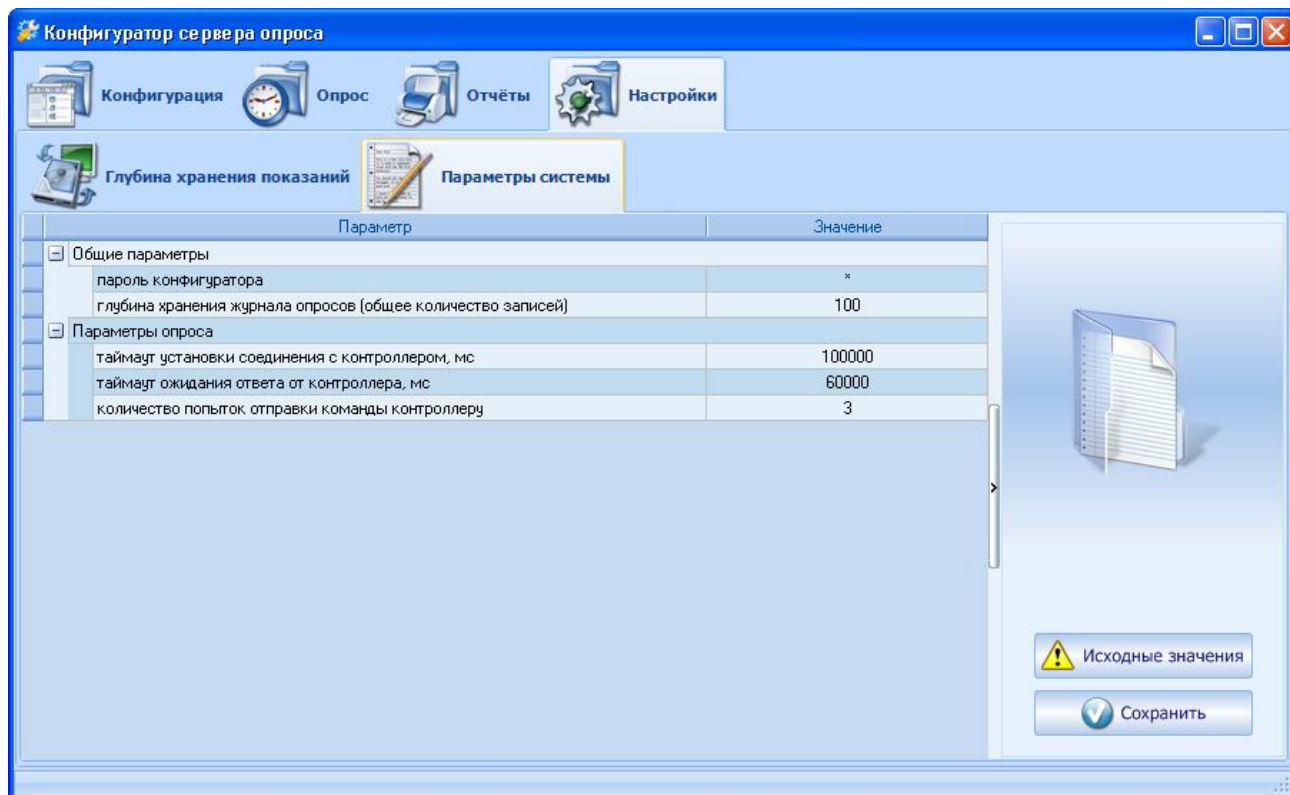 Конфигуратор сервера опроса
Конфигурация Опрос Отчёты Настройки
Глубина хранения показаний Параметры системы
Параметр Значение
Общие параметры
пароль конфигуратора *
глубина хранения журнала опросов (общее количество записей) 100
Параметры опроса
таймаут установки соединения с контроллером, мс 100000
таймаут ожидания ответа от контроллера, мс 60000
количество попыток отправки команды контроллеру 3
Исходные значения
Сохранить